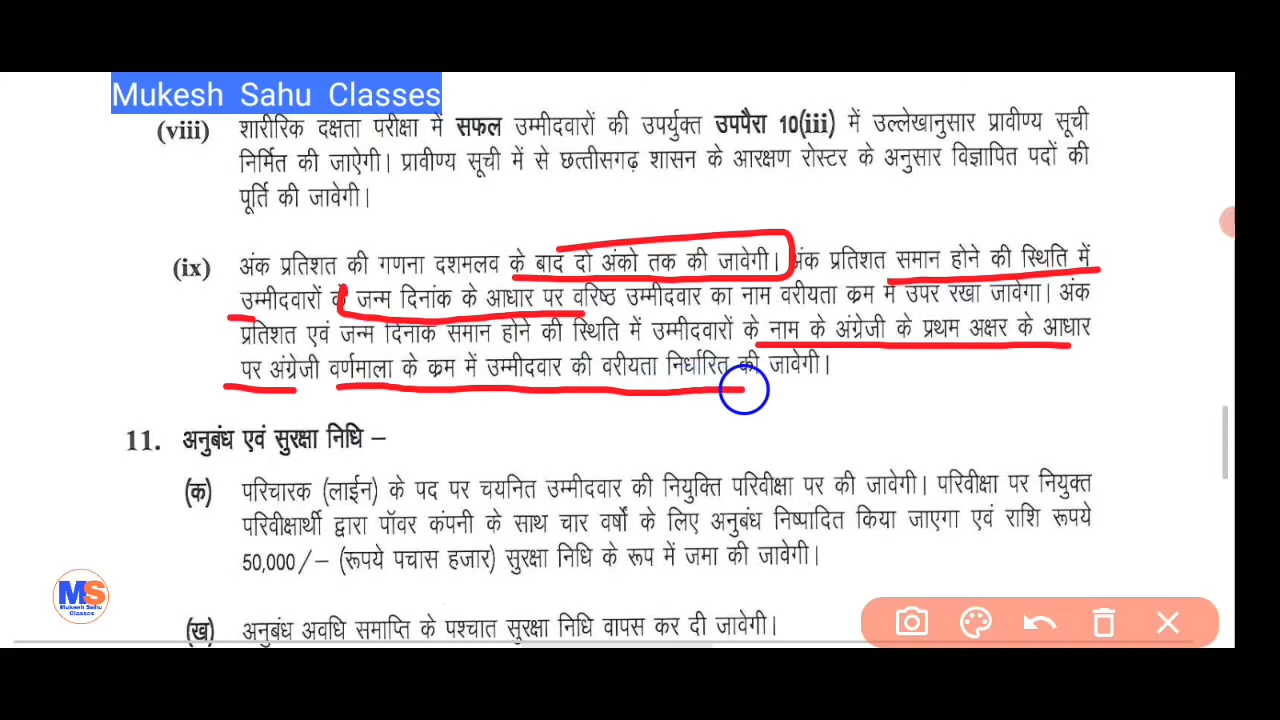 Mukesh Sahu Classes
(viii) शारीरिक दक्षता परीक्षा में सफल उम्मीदवारों की उपर्युक्त उपपैरा 10(iii) में उल्लेखानुसार प्रावीण्य सूची
निर्मित की जाऐगी। प्रावीण्य सूची में से छत्तीसगढ़ शासन के आरक्षण रोस्टर के अनुसार विज्ञापित पदों की
पूर्ति की जावेगी।
(ix) अंक प्रतिशत की गणना दशमलव के बाद दो अंको तक की जावेगी। अंक प्रतिशत समान होने की स्थिति में
उम्मीदवारों के जन्म दिनांक के आधार पर वरिष्ठ उम्मीदवार का नाम वरीयता क्रम में उपर रखा जावेगा। अंक
प्रतिशत एवं जन्म दिनांक समान होने की स्थिति में उम्मीदवारों के नाम के अंग्रेजी के प्रथम अक्षर के आधार
पर अंग्रेजी वर्णमाला के क्रम में उम्मीदवार की वरीयता निर्धारित की जावेगी।
11. अनुबंध एवं सुरक्षा निधि –
(क) परिचारक (लाईन) के पद पर चयनित उम्मीदवार की नियुक्ति परिवीक्षा पर की जावेगी। परिवीक्षा पर नियुक्त
परिवीक्षार्थी द्वारा पॉवर कंपनी के साथ चार वर्षो के लिए अनुबंध निष्पादित किया जाएगा एवं राशि रूपये
50,000/– (रूपये पचास हजार) सुरक्षा निधि के रूप में जमा की जावेगी।
MS
Mukesh Sahu
Classes
(ख) अनुबंध अवधि समाप्ति के पश्चात सुरक्षा निधि वापस कर दी जावेगी।